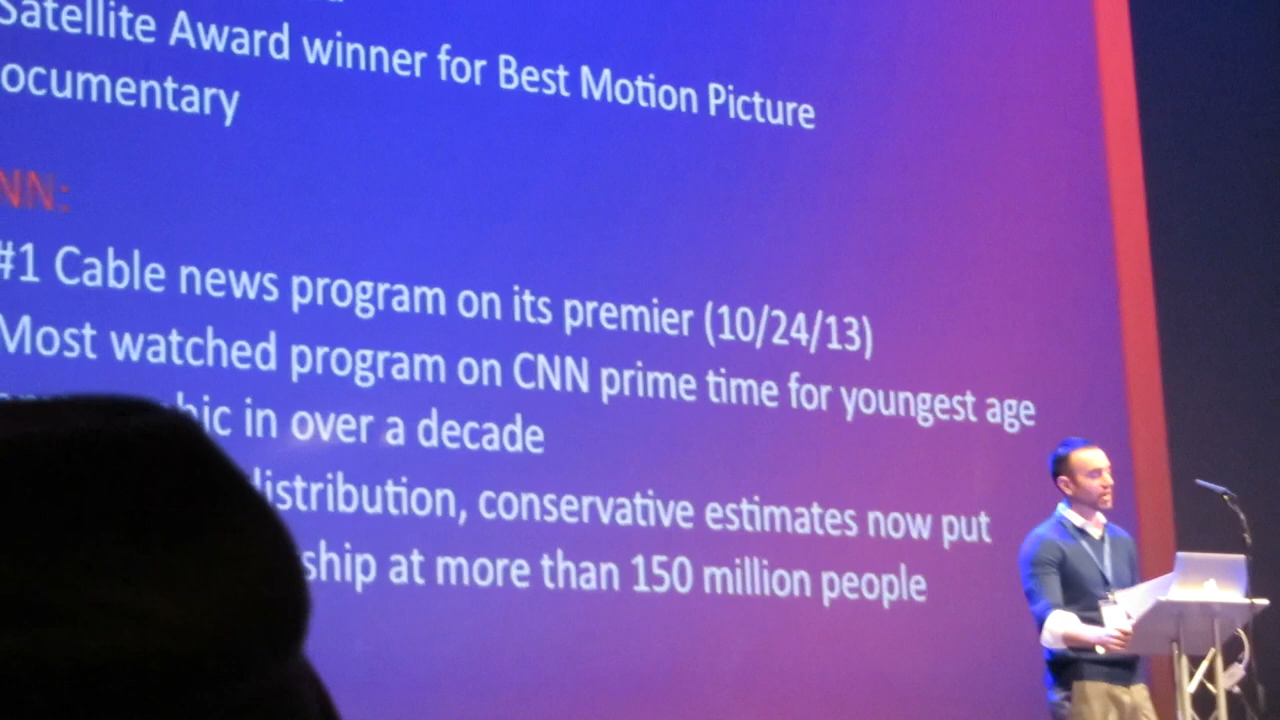 Satellite Award winner for Best Motion Picture
ocumentary
NN:
#1 Cable news program on its premier (10/24/13)
Most watched program on CNN prime time for youngest age
hic in over a decade
distribution, conservative estimates now put
ship at more than 150 million people